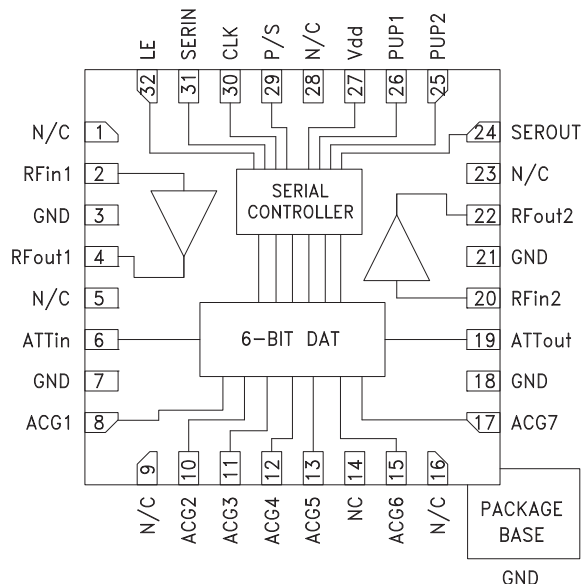 LE
SERIN
CLK
P/S
N/C
Vdd
PUP1
PUP2
32
31
30
29
28
27
26
25
N/C 1
24 SEROUT
RFin1 2
23 N/C
SERIAL
CONTROLLER
GND 3
22 RFout2
RFout1 4
21 GND
N/C 5
20 RFin2
ATTin 6
6-BIT DAT
19 ATTout
GND 7
18 GND
ACG1 8
17 ACG7
9
10
11
12
13
14
15
16
N/C
ACG2
ACG3
ACG4
ACG5
NC
ACG6
N/C
PACKAGE
BASE
GND